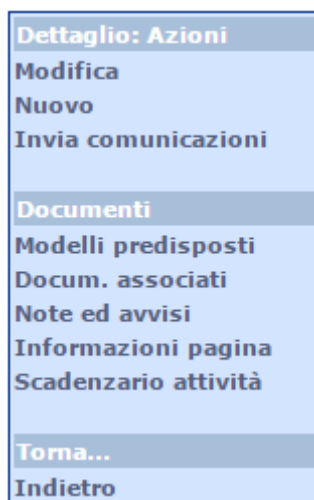 Dettaglio: Azioni
Modifica
Nuovo
Invia comunicazioni
Documenti
Modelli predisposti
Docum. associati
Note ed avvisi
Informazioni pagina
Scadenzario attività
Torna...
Indietro